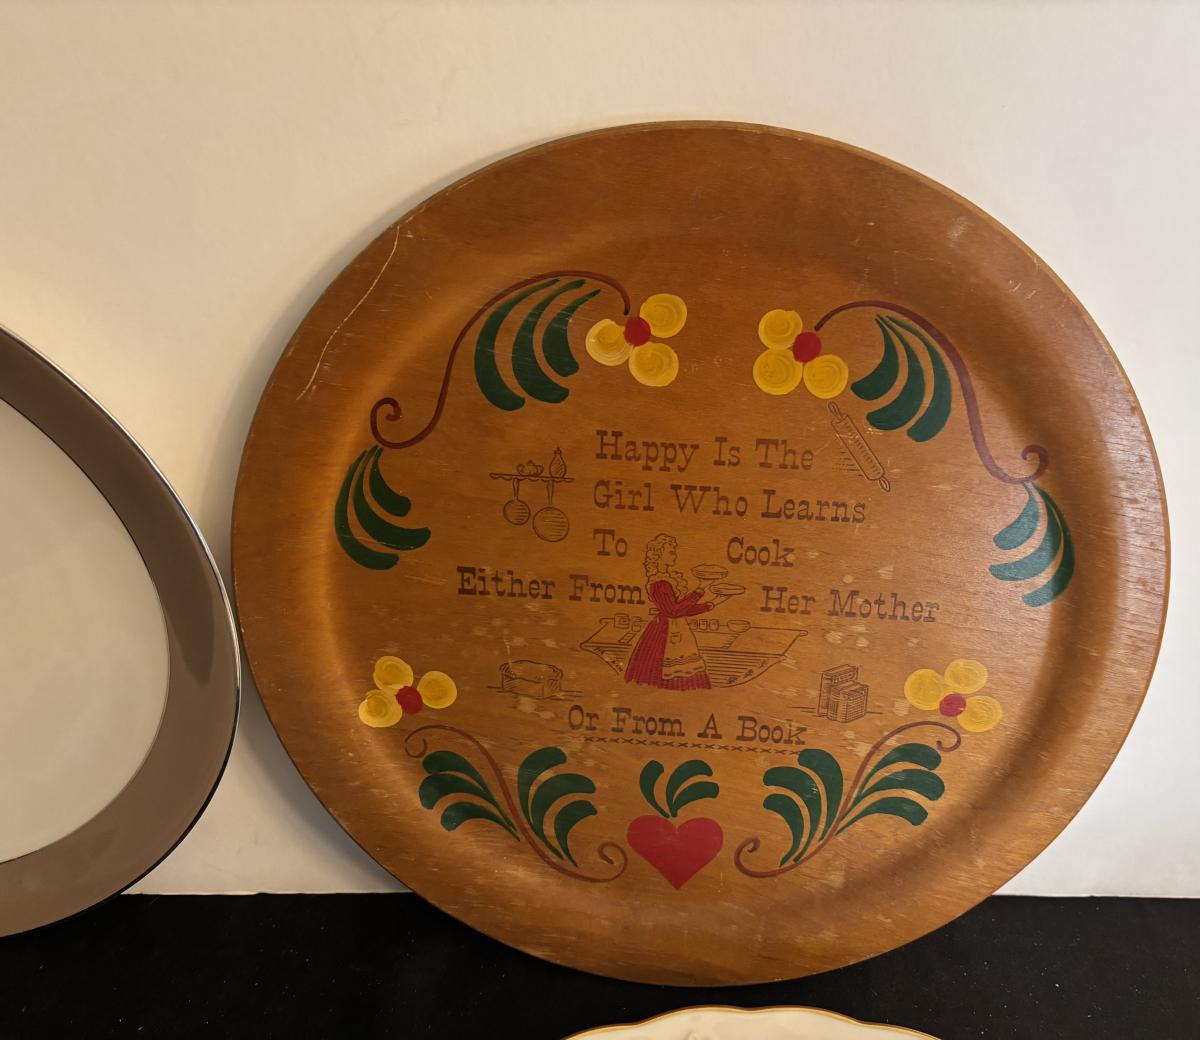 Happy Is The
Girl Who Learns
To Cook
Either From Her Mother
Or From A Book